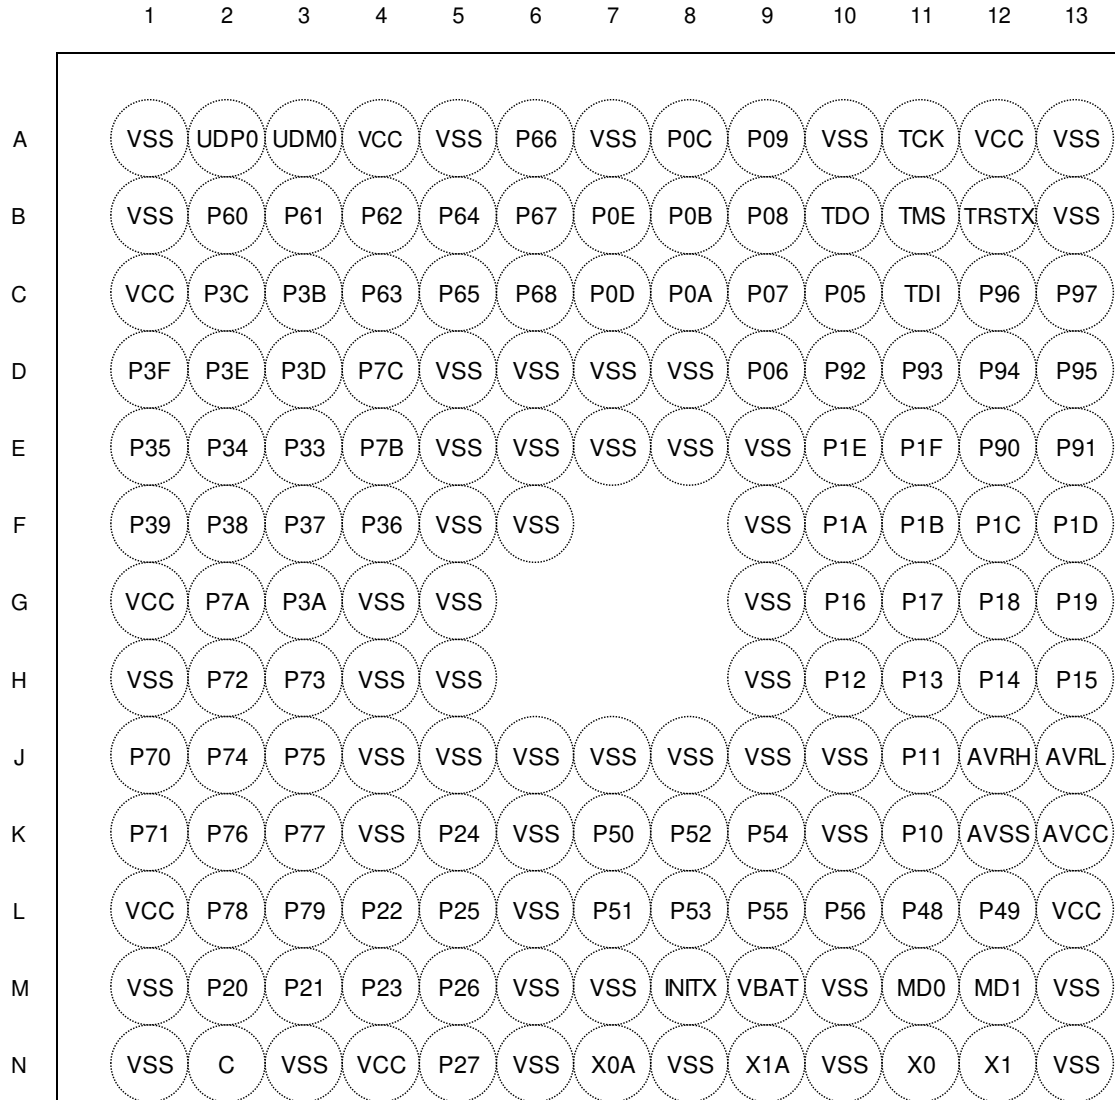 1 2 3 4 5 6 7 8 9 10 11 12 13
A VSS UDP0 UDM0 VCC VSS P66 VSS P0C P09 VSS TCK VCC VSS
B VSS P60 P61 P62 P64 P67 P0E P0B P08 TDO TMS TRSTX VSS
C VCC P3C P3B P63 P65 P68 P0D P0A P07 P05 TDI P96 P97
D P3F P3E P3D P7C VSS VSS VSS VSS P06 P92 P93 P94 P95
E P35 P34 P33 P7B VSS VSS VSS VSS VSS P1E P1F P90 P91
F P39 P38 P37 P36 VSS VSS VSS P1A P1B P1C P1D
G VCC P7A P3A VSS VSS VSS P16 P17 P18 P19
H VSS P72 P73 VSS VSS VSS P12 P13 P14 P15
J P70 P74 P75 VSS VSS VSS VSS VSS VSS VSS P11 AVRH AVRL
K P71 P76 P77 VSS P24 VSS P50 P52 P54 VSS P10 AVSS AVCC
L VCC P78 P79 P22 P25 VSS P51 P53 P55 P56 P48 P49 VCC
M VSS P20 P21 P23 P26 VSS VSS INITX VBAT VSS MD0 MD1 VSS
N VSS C VSS VCC P27 VSS X0A VSS X1A VSS X0 X1 VSS